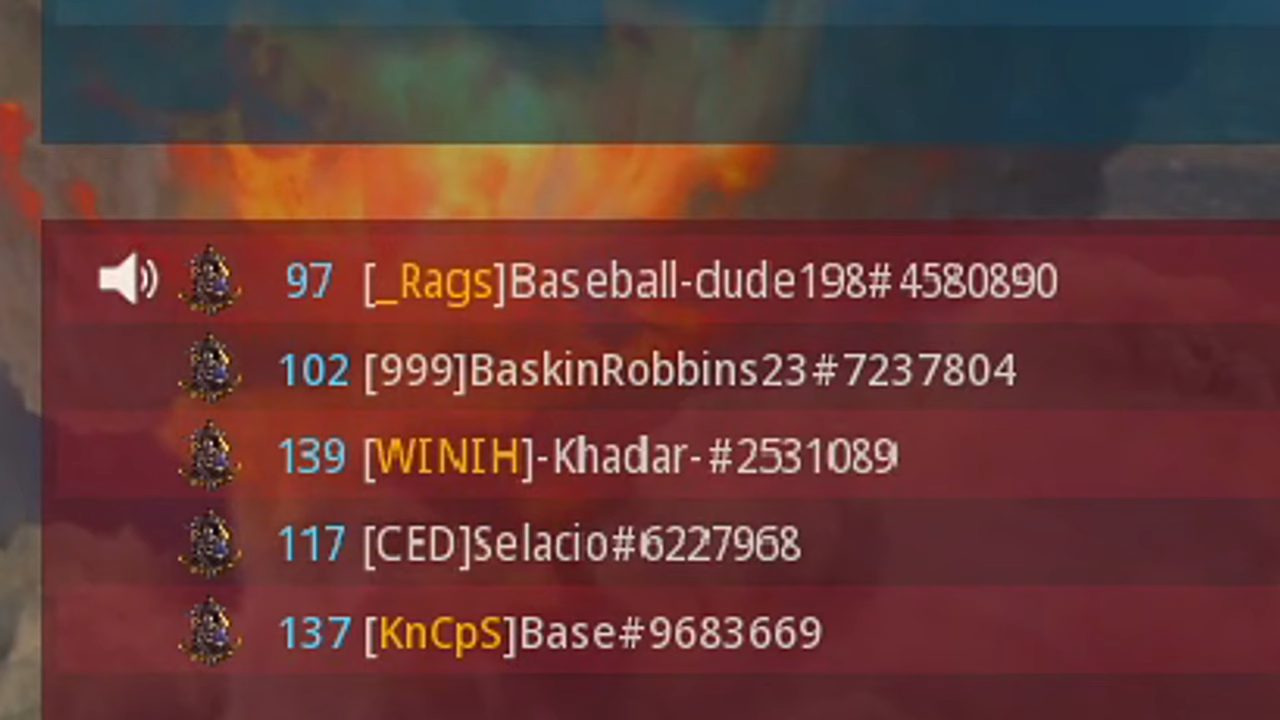 97 [_Rags]Baseball-dude198#4580890
102 [999]BaskinRobbins23#7237804
139 [WINIH]-Khadar-#2531089
117 [CED]Selacio#6227968
137 [KnCpS]Base#9683669